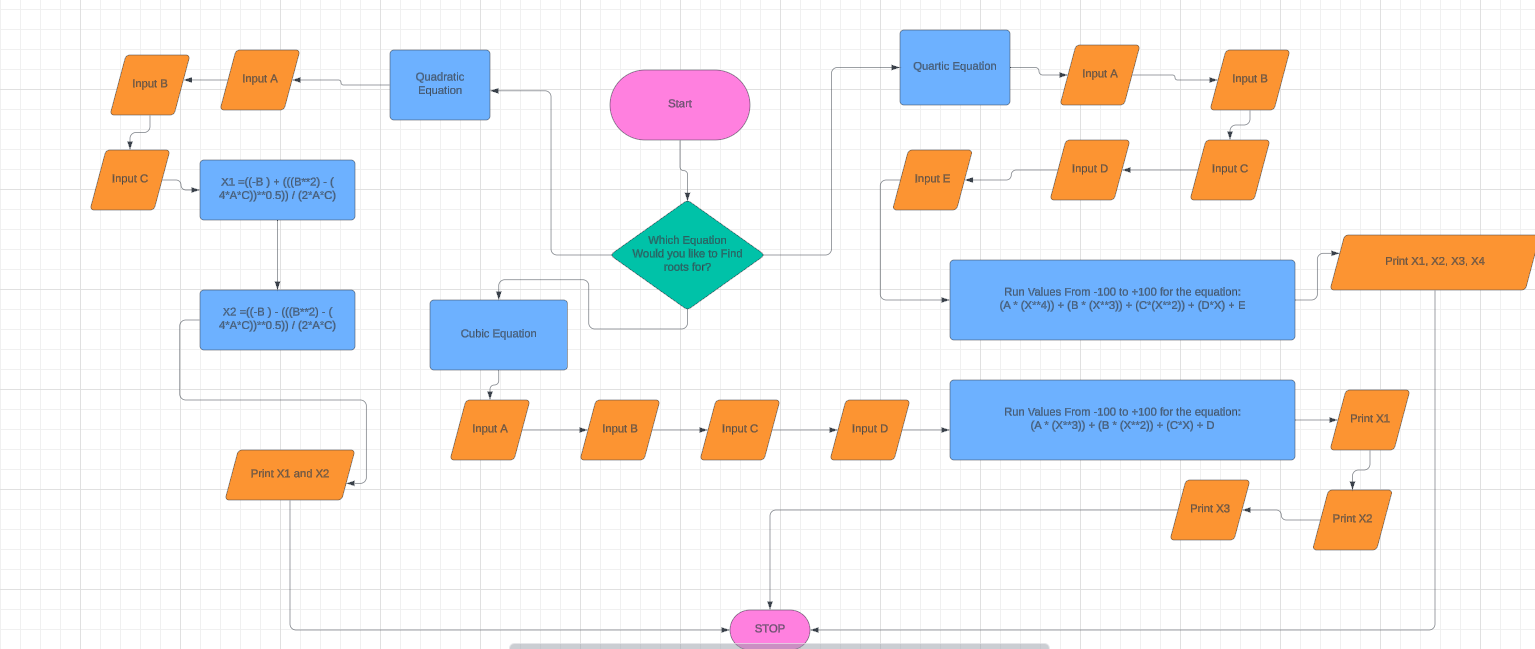 Start
Which Equation
Would you like to Find
roots for?
Quadratic
Equation
Input A
Input B
Input C
X1 =((-B ) + (((B**2) - (
4*A*C))**0.5)) / (2*A*C)
X2 =((-B ) - (((B**2) - (
4*A*C))**0.5)) / (2*A*C)
Print X1 and X2
Cubic Equation
Input A
Input B
Input C
Input D
Run Values From -100 to +100 for the equation:
(A * (X**3)) + (B * (X**2)) + (C*X) + D
Print X1
Print X2
Print X3
Quartic Equation
Input A
Input B
Input C
Input D
Input E
Run Values From -100 to +100 for the equation:
(A * (X**4)) + (B * (X**3)) + (C*(X**2)) + (D*X) + E
Print X1, X2, X3, X4
STOP